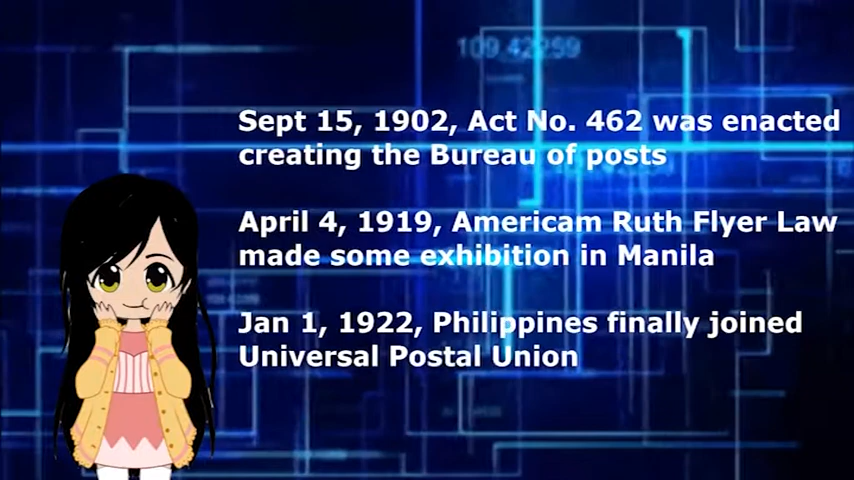 109.42259
Sept 15, 1902, Act No. 462 was enacted
creating the Bureau of posts
April 4, 1919, Americam Ruth Flyer Law
made some exhibition in Manila
Jan 1, 1922, Philippines finally joined
Universal Postal Union